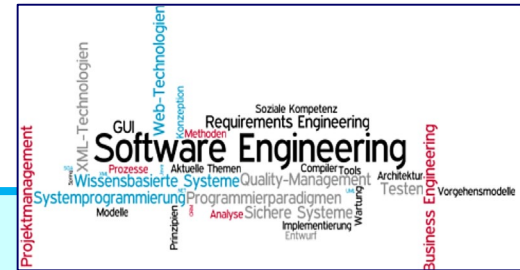 Projektmanagement
XML-Technologien
Web-Technologien
Konzeption
Soziale Kompetenz
GUI
Methoden
Requirements Engineering
Software Engineering
Prozesse
Aktuelle Themen
Compiler
Tools
Architektur
Wissensbasierte Systeme
Quality-Management
Testen
Vorgehensmodelle
Systemprogrammierung
Programmierparadigmen
Wartung
Modelle
Prinzipien
Analyse
Sichere Systeme
Implementierung
Entwurf
Business Engineering